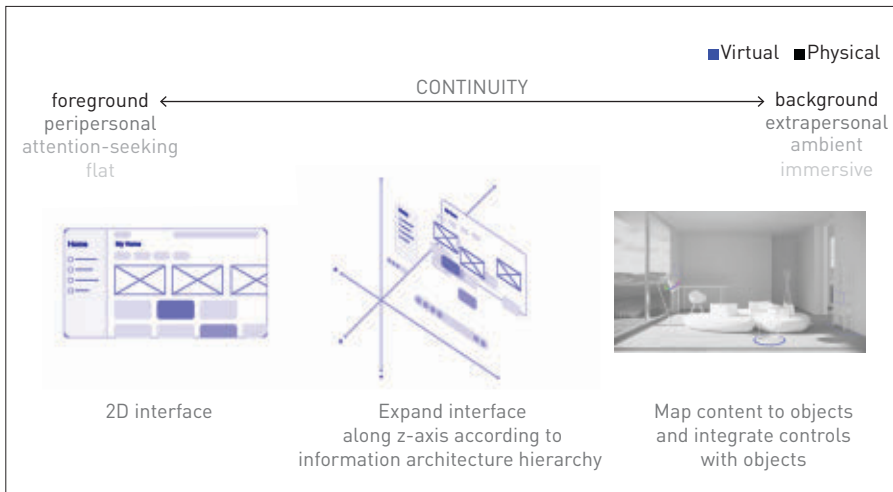 Virtual Physical
CONTINUITY
foreground
peripersonal
attention-seeking
flat
background
extrapersonal
ambient
immersive
Home
My Home
2D interface
Expand interface
along z-axis according to
information architecture hierarchy
Map content to objects
and integrate controls
with objects